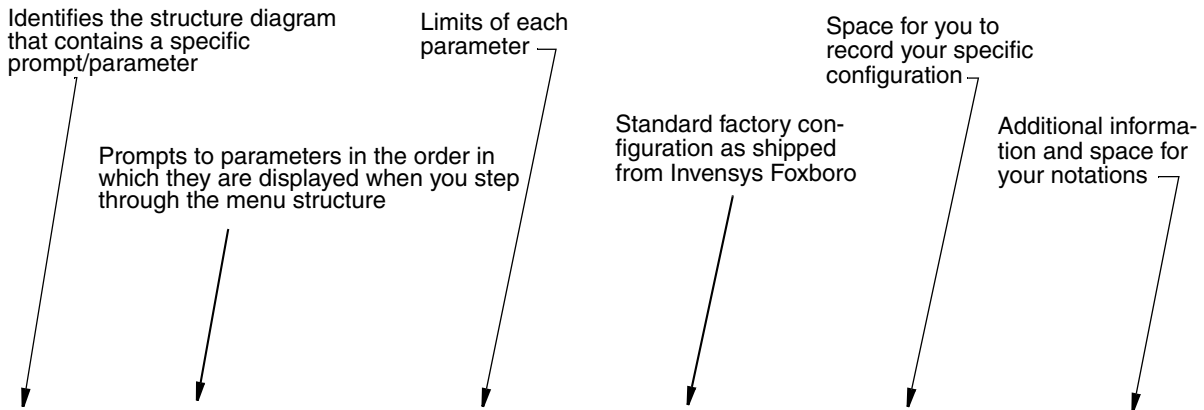 Identifies the structure diagram
that contains a specific
prompt/parameter
Limits of each
parameter
Space for you to
record your specific
configuration
Standard factory con-
figuration as shipped
from Invensys Foxboro
Additional informa-
tion and space for
your notations
Prompts to parameters in the order in
which they are displayed when you step
through the menu structure